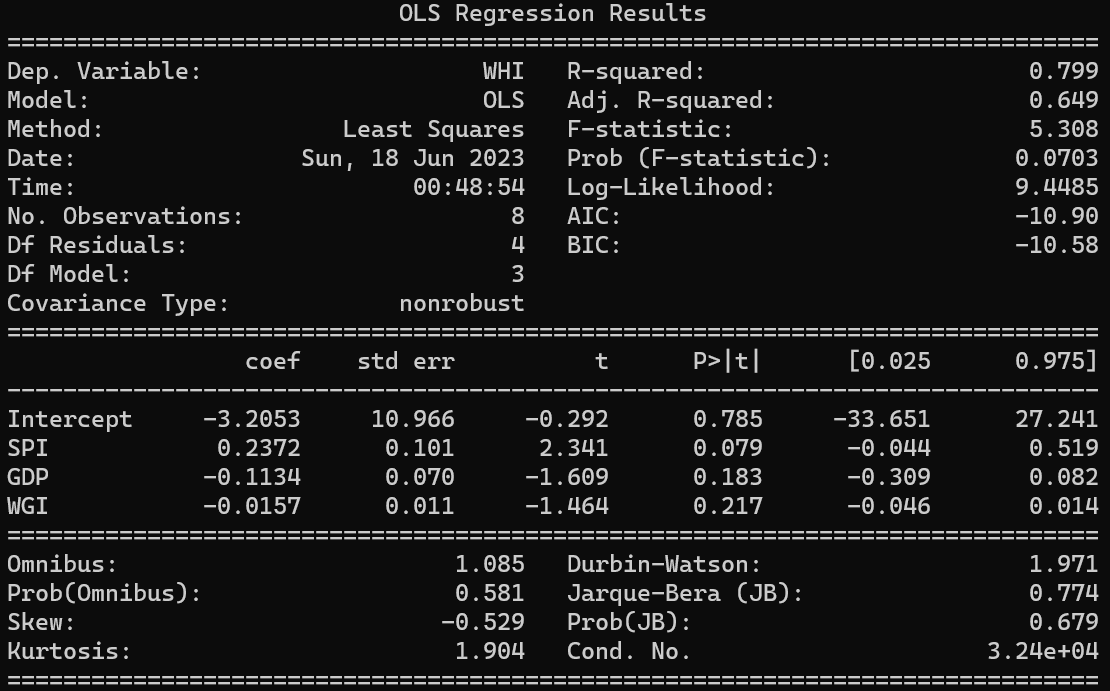 OLS Regression Results
==============================================================================
Dep. Variable:                    WHI   R-squared:                       0.799
Model:                            OLS   Adj. R-squared:                  0.649
Method:                 Least Squares   F-statistic:                     5.308
Date:                Sun, 18 Jun 2023   Prob (F-statistic):             0.0703
Time:                        00:48:54   Log-Likelihood:                 9.4485
No. Observations:                   8   AIC:                            -10.90
Df Residuals:                       4   BIC:                            -10.58
Df Model:                           3
Covariance Type:            nonrobust
==============================================================================
                 coef    std err          t      P>|t|      [0.025      0.975]
------------------------------------------------------------------------------
Intercept     -3.2053     10.966     -0.292      0.785     -33.651      27.241
SPI            0.2372      0.101      2.341      0.079      -0.044       0.519
GDP           -0.1134      0.070     -1.609      0.183      -0.309       0.082
WGI           -0.0157      0.011     -1.464      0.217      -0.046       0.014
==============================================================================
Omnibus:                        1.085   Durbin-Watson:                   1.971
Prob(Omnibus):                  0.581   Jarque-Bera (JB):                0.774
Skew:                          -0.529   Prob(JB):                        0.679
Kurtosis:                       1.904   Cond. No.                     3.24e+04
==============================================================================